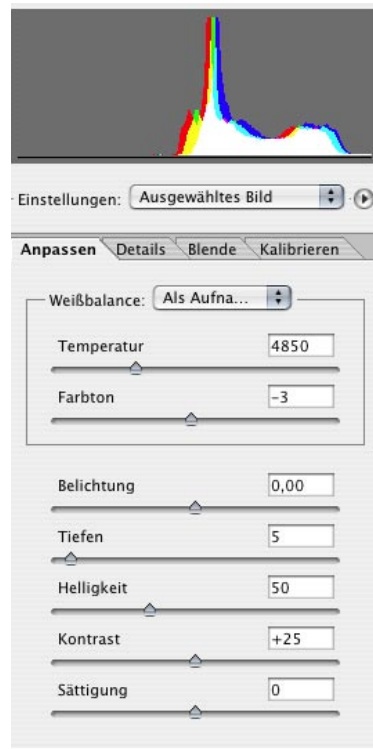 Einstellungen: Ausgewähltes Bild
Anpassen Details Blende Kalibrieren
Weißbalance: Als Aufna...
Temperatur 4850
Farbton -3
Belichtung 0,00
Tiefen 5
Helligkeit 50
Kontrast +25
Sättigung 0